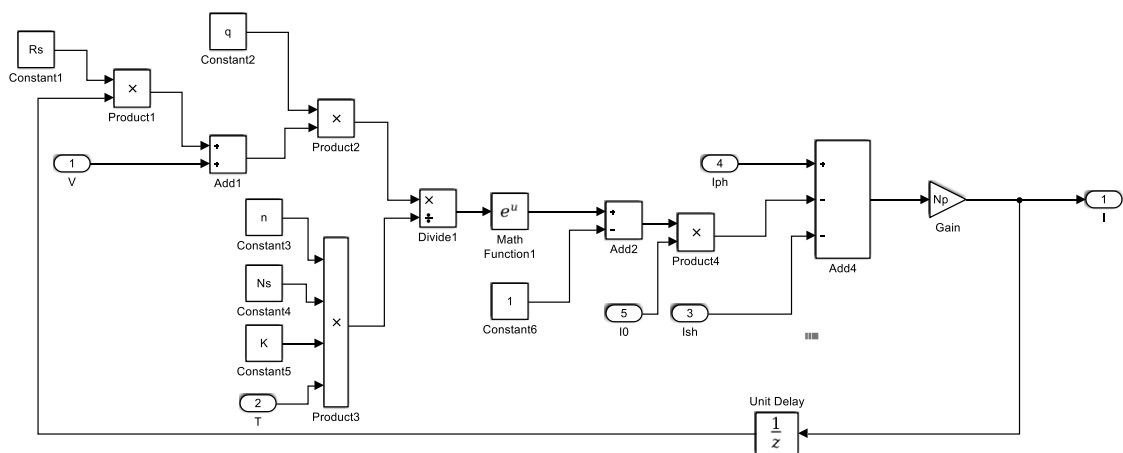 Rs
Constant1
×
Product1
q
Constant2
×
Product2
1
V
+
+
Add1
n
Constant3
Ns
Constant4
K
Constant5
2
T
×
Product3
×
÷
Divide1
e^u
Math
Function1
+
-
Add2
1
Constant6
×
Product4
5
I0
3
Ish
4
Iph
+
-
-
Add4
Np
Gain
1
I
Unit Delay
1
z